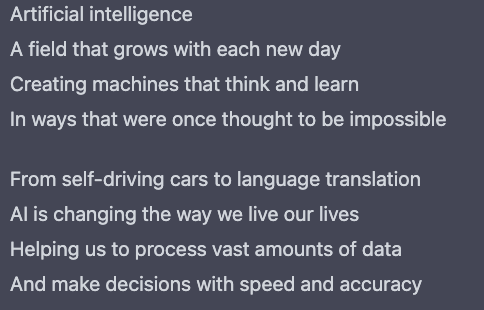 Artificial intelligence
A field that grows with each new day
Creating machines that think and learn
In ways that were once thought to be impossible
From self-driving cars to language translation
AI is changing the way we live our lives
Helping us to process vast amounts of data
And make decisions with speed and accuracy